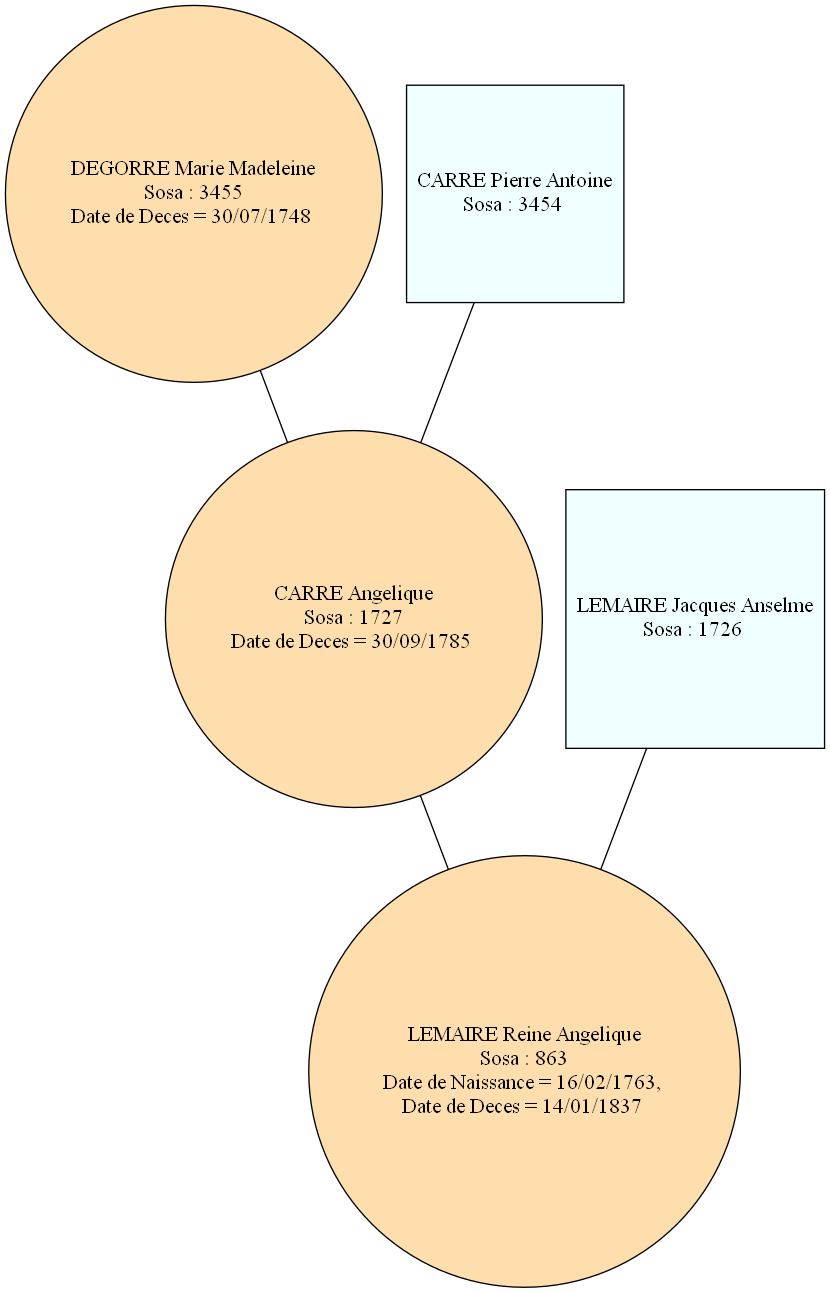 DEGORRE Marie Madeleine
Sosa : 3455
Date de Deces = 30/07/1748
CARRE Pierre Antoine
Sosa : 3454
CARRE Angelique
Sosa : 1727
Date de Deces = 30/09/1785
LEMAIRE Jacques Anselme
Sosa : 1726
LEMAIRE Reine Angelique
Sosa : 863
Date de Naissance = 16/02/1763,
Date de Deces = 14/01/1837